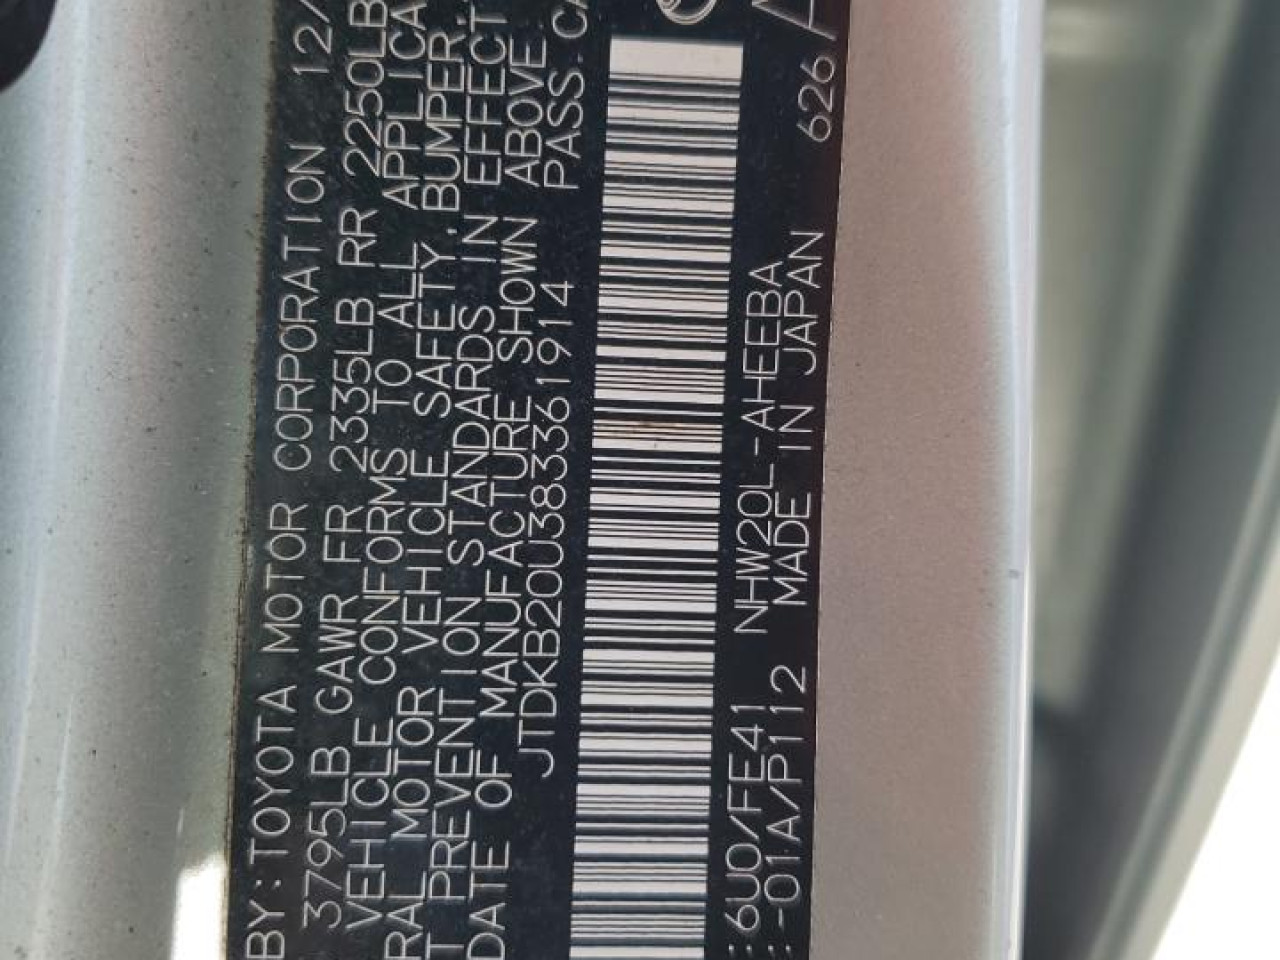 BY:TOYOTA MOTOR CORPORATION 12/
3795LB GAWR FR 2335LB RR 2250LB
VEHICLE CONFORMS TO ALL APPLICA
RAL MOTOR VEHICLE SAFETY, BUMPER,
T PREVENTION STANDARDS IN EFFECT
DATE OF MANUFACTURE SHOWN ABOVE.
JTDKB20U383361914 PASS.CA
:6U0/FE41 NHW20L-AHEEBA
:-01A/P112 MADE IN JAPAN 626